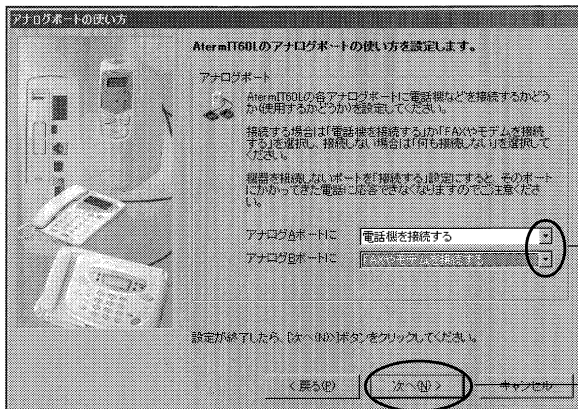 アナログポートの使い方
AtermIT60Lのアナログポートの使い方を設定します。
アナログポート
AtermIT60Lの各アナログポートに電話機などを接続するかどう
か(使用するかどうか)を設定してください。
接続する場合は「電話機を接続する」か「FAXやモデムを接続
する」を選択し、接続しない場合は「何も接続しない」を選択して
ください。
機器を接続しないポートを「接続する」設定にすると、そのポート
にかかってきた電話に応答できなくなりますのでご注意くださ
い。
アナログAポートに 電話機を接続する
アナログBポートに FAXやモデムを接続する
設定が終了したら、[次へ(N)>]ボタンをクリックしてください。
< 戻る(P) 次へ(N) > キャンセル